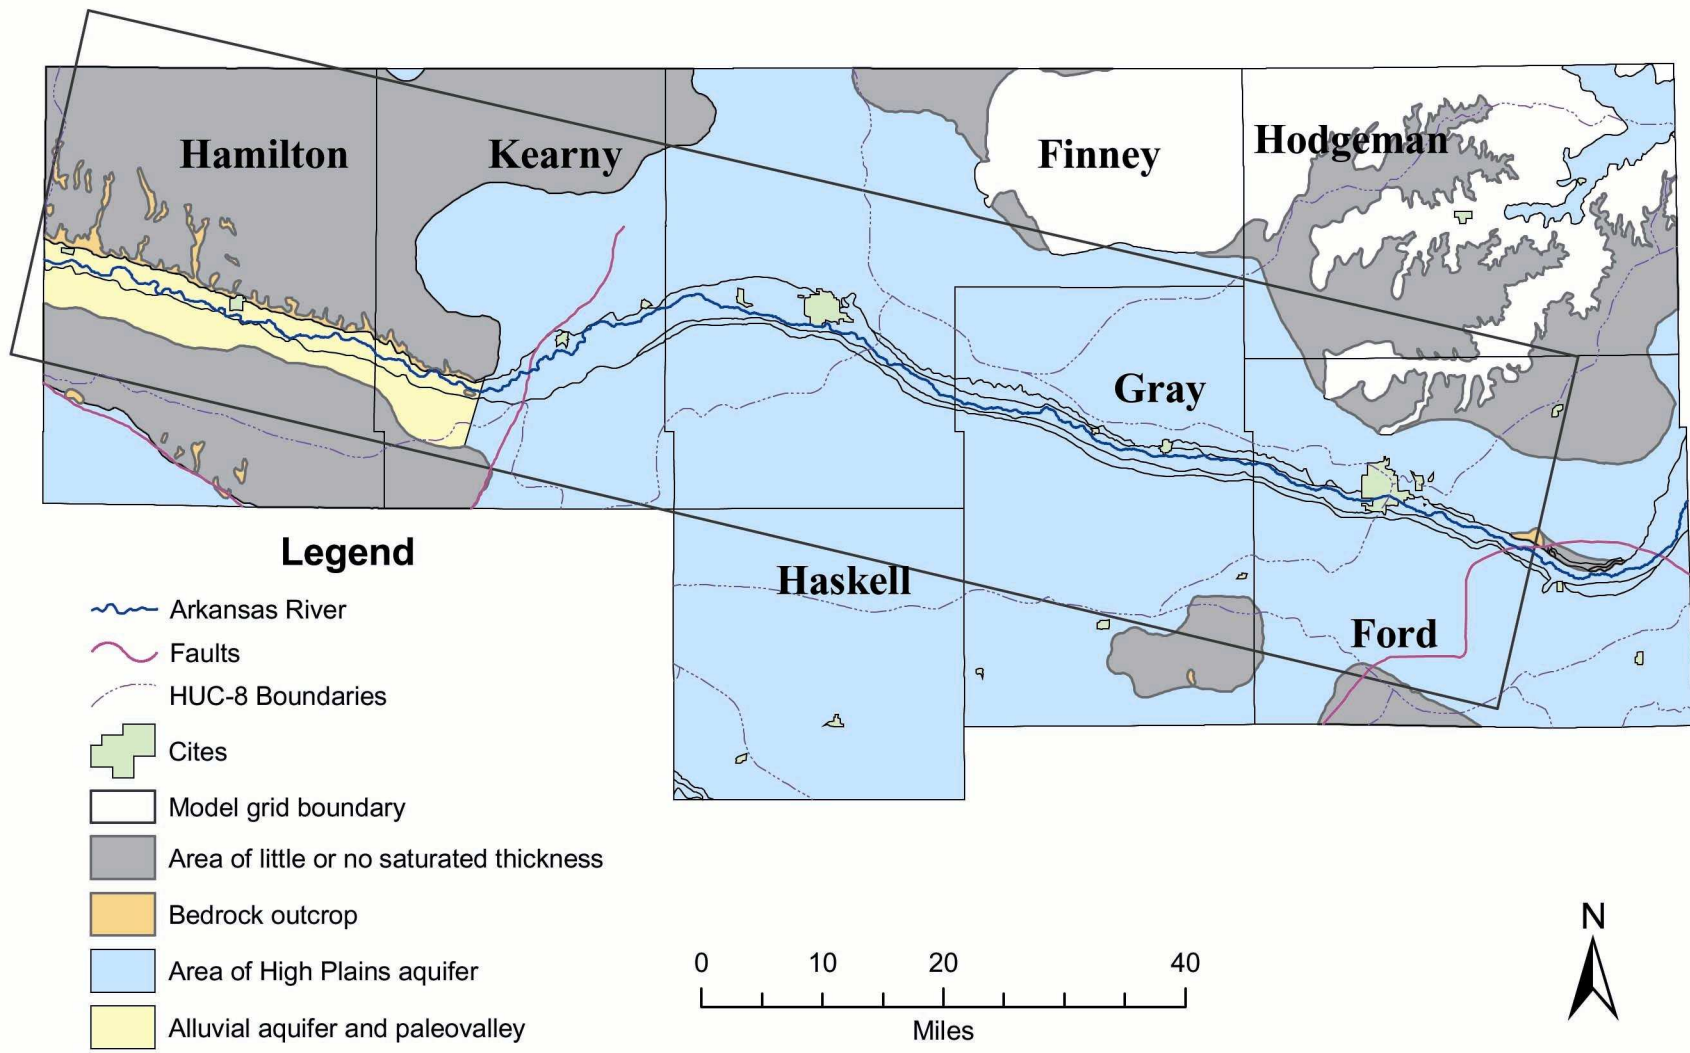 Hamilton
Kearny
Finney
Hodgeman
Gray
Haskell
Ford
Legend
Arkansas River
Faults
HUC-8 Boundaries
Cites
Model grid boundary
Area of little or no saturated thickness
Bedrock outcrop
Area of High Plains aquifer
Alluvial aquifer and paleovalley
0 10 20 40
Miles
N